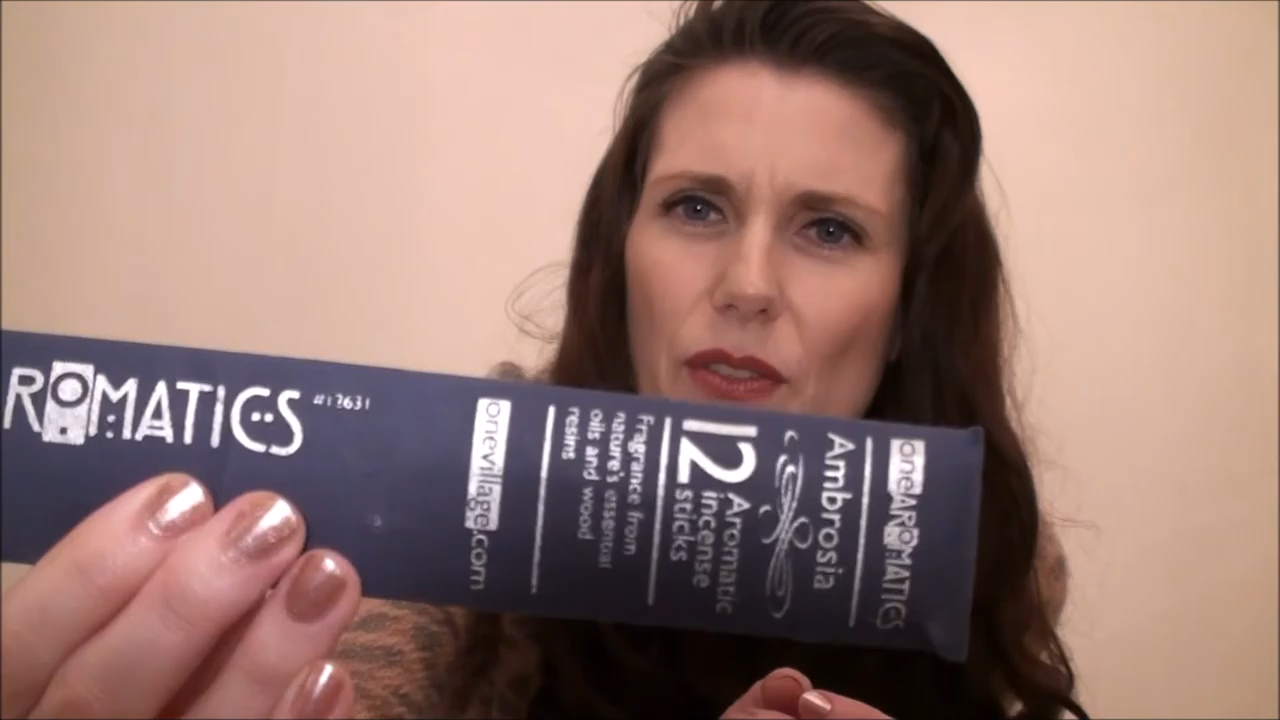 ROMATICS #12631
oneAROMATICS
Ambrosia
12 Aromatic
incense
sticks
Fragrance from
nature's essential
oils and wood
resins
onevillage.com